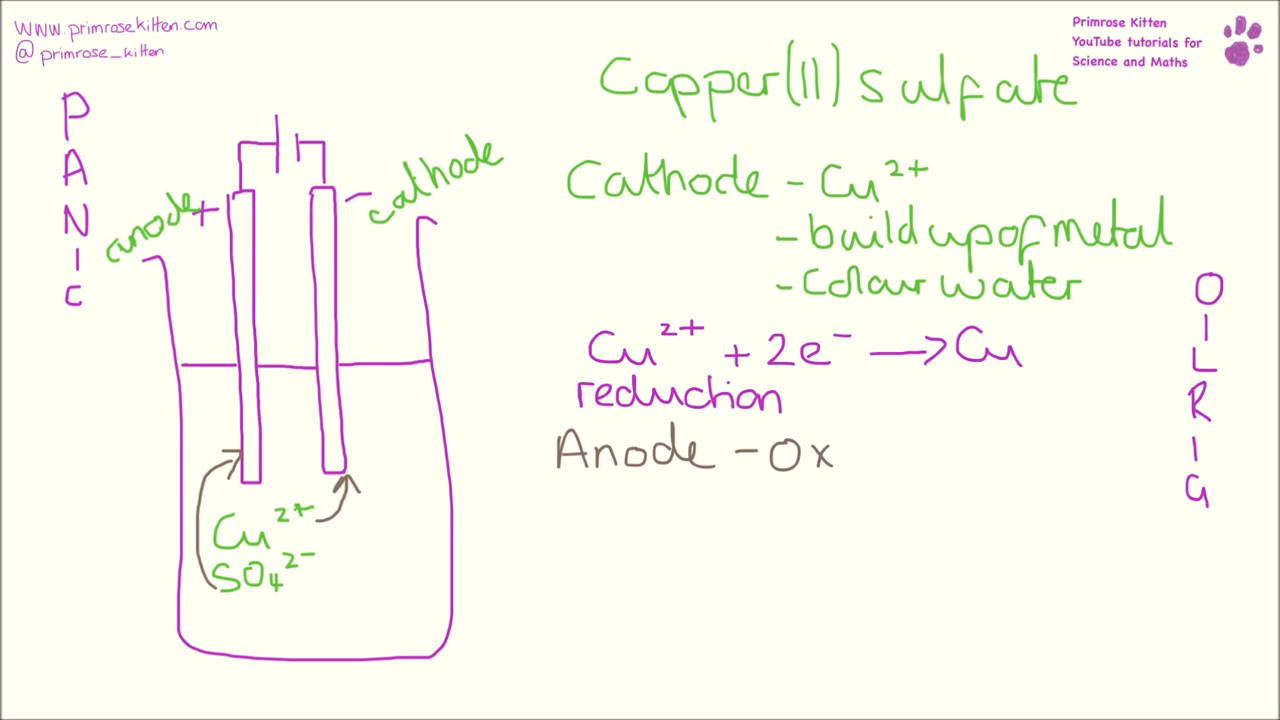 www.primrosekitten.com
@primrose_kitten
Primrose Kitten
YouTube tutorials for
Science and Maths
Copper(II) sulfate
P
A
N
I
C
anode +
- cathode
Cathode - Cu²⁺
- build up of metal
- Colour water
Cu²⁺ + 2e⁻ → Cu
reduction
Anode - Ox
Cu²⁺
SO₄²⁻
O
I
L
R
I
G